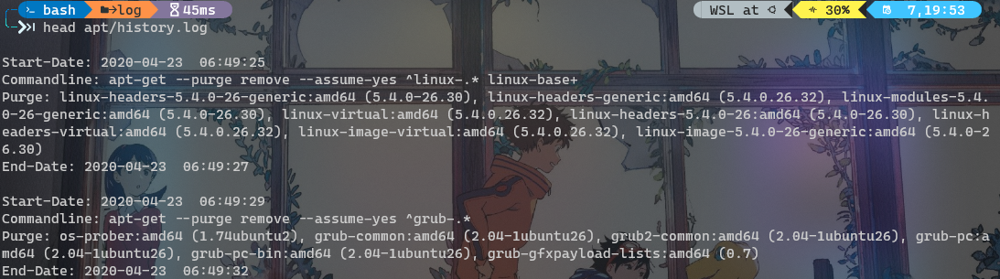 bash log 45ms WSL at 30% 7,19:53
head apt/history.log
Start-Date: 2020-04-23  06:49:25
Commandline: apt-get --purge remove --assume-yes ^linux-.* linux-base+
Purge: linux-headers-5.4.0-26-generic:amd64 (5.4.0-26.30), linux-headers-generic:amd64 (5.4.0.26.32), linux-modules-5.4.
0-26-generic:amd64 (5.4.0-26.30), linux-virtual:amd64 (5.4.0.26.32), linux-headers-5.4.0-26:amd64 (5.4.0-26.30), linux-h
eaders-virtual:amd64 (5.4.0.26.32), linux-image-virtual:amd64 (5.4.0.26.32), linux-image-5.4.0-26-generic:amd64 (5.4.0-2
6.30)
End-Date: 2020-04-23  06:49:27
Start-Date: 2020-04-23  06:49:29
Commandline: apt-get --purge remove --assume-yes ^grub-.*
Purge: os-prober:amd64 (1.74ubuntu2), grub-common:amd64 (2.04-1ubuntu26), grub2-common:amd64 (2.04-1ubuntu26), grub-pc:a
md64 (2.04-1ubuntu26), grub-pc-bin:amd64 (2.04-1ubuntu26), grub-gfxpayload-lists:amd64 (0.7)
End-Date: 2020-04-23  06:49:32